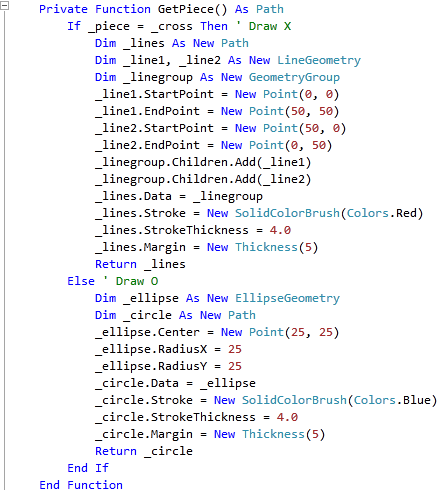 Private Function GetPiece() As Path
    If _piece = _cross Then ' Draw X
        Dim _lines As New Path
        Dim _line1, _line2 As New LineGeometry
        Dim _linegroup As New GeometryGroup
        _line1.StartPoint = New Point(0, 0)
        _line1.EndPoint = New Point(50, 50)
        _line2.StartPoint = New Point(50, 0)
        _line2.EndPoint = New Point(0, 50)
        _linegroup.Children.Add(_line1)
        _linegroup.Children.Add(_line2)
        _lines.Data = _linegroup
        _lines.Stroke = New SolidColorBrush(Colors.Red)
        _lines.StrokeThickness = 4.0
        _lines.Margin = New Thickness(5)
        Return _lines
    Else ' Draw O
        Dim _ellipse As New EllipseGeometry
        Dim _circle As New Path
        _ellipse.Center = New Point(25, 25)
        _ellipse.RadiusX = 25
        _ellipse.RadiusY = 25
        _circle.Data = _ellipse
        _circle.Stroke = New SolidColorBrush(Colors.Blue)
        _circle.StrokeThickness = 4.0
        _circle.Margin = New Thickness(5)
        Return _circle
    End If
End Function